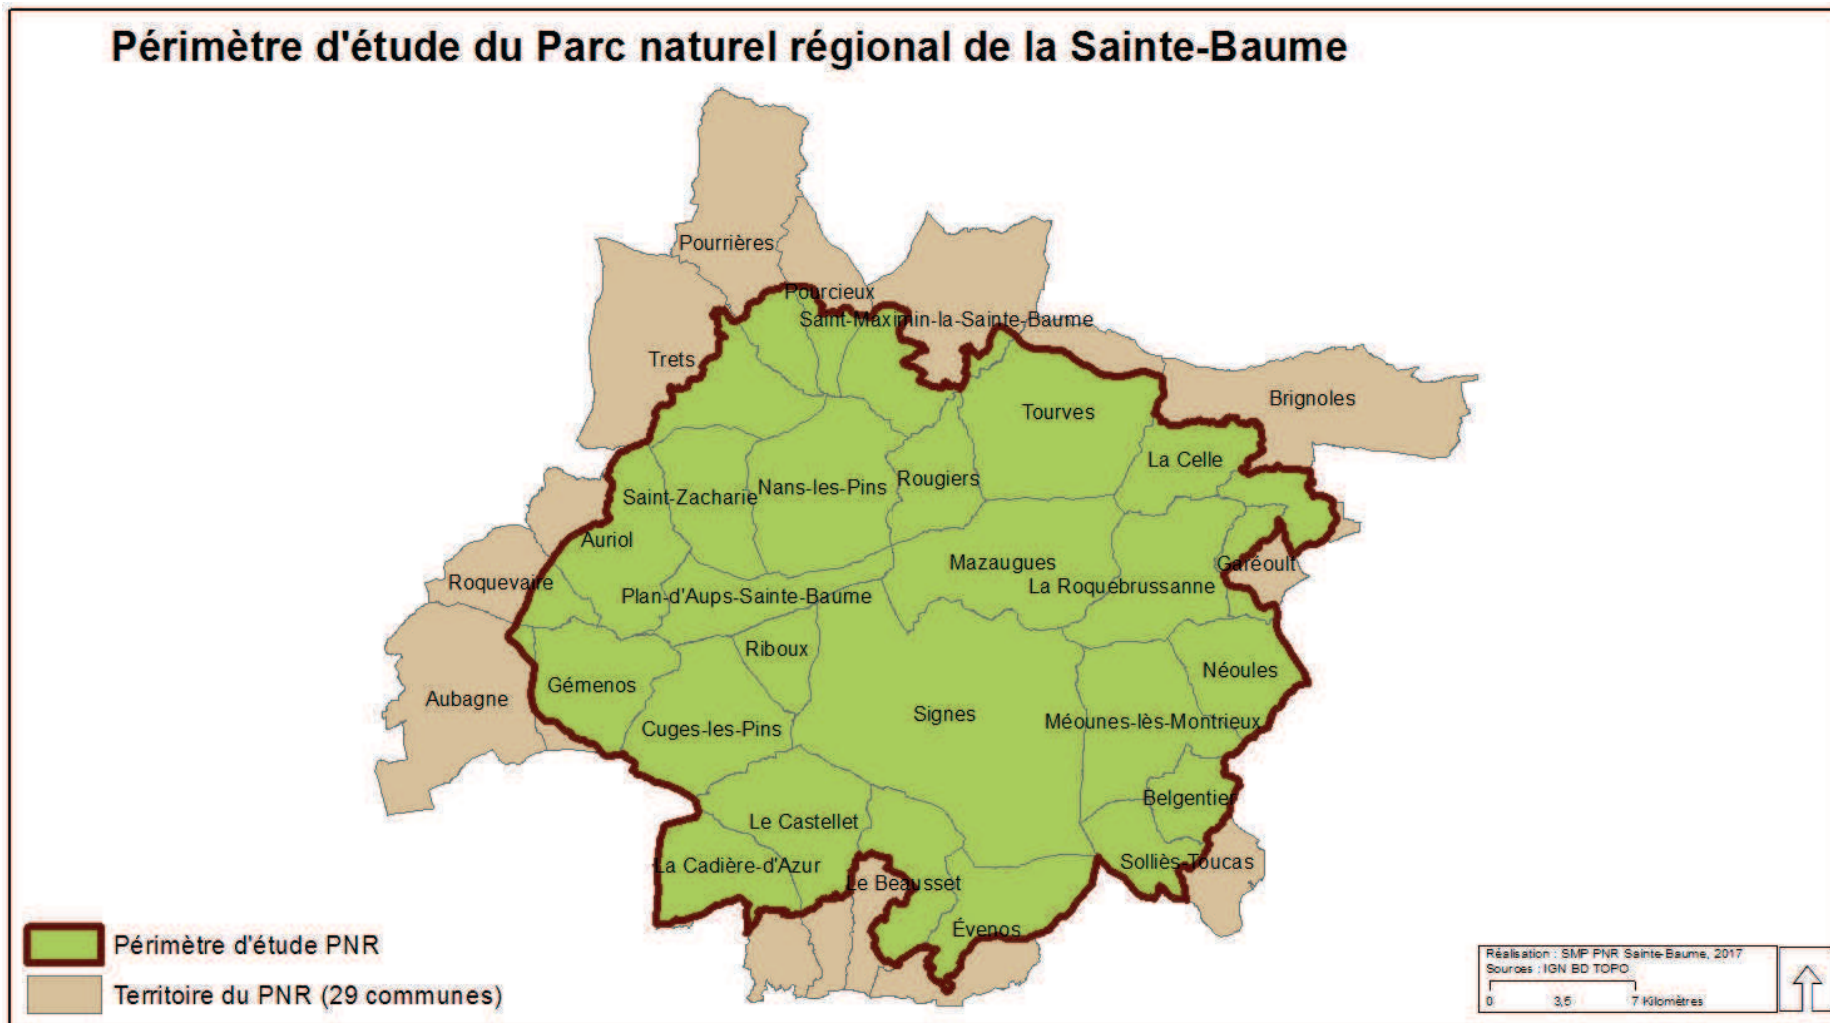 Périmètre d'étude du Parc naturel régional de la Sainte-Baume
Pourrières
Pourcieux
Saint-Maximin-la-Sainte-Baume
Trets
Brignoles
Tourves
La Celle
Rougiers
Nans-les-Pins
Saint-Zacharie
Auriol
Mazaugues
Garéoult
Roquevaire
La Roquebrussanne
Plan-d'Aups-Sainte-Baume
Riboux
Néoules
Gémenos
Aubagne
Signes
Méounes-lès-Montrieux
Cuges-les-Pins
Belgentier
Le Castellet
Solliès-Toucas
La Cadière-d'Azur
Le Beausset
Évenos
Périmètre d'étude PNR
Territoire du PNR (29 communes)
Réalisation : SMP PNR Sainte-Baume, 2017
Sources : IGN BD TOPO
0 3,5 7 Kilomètres